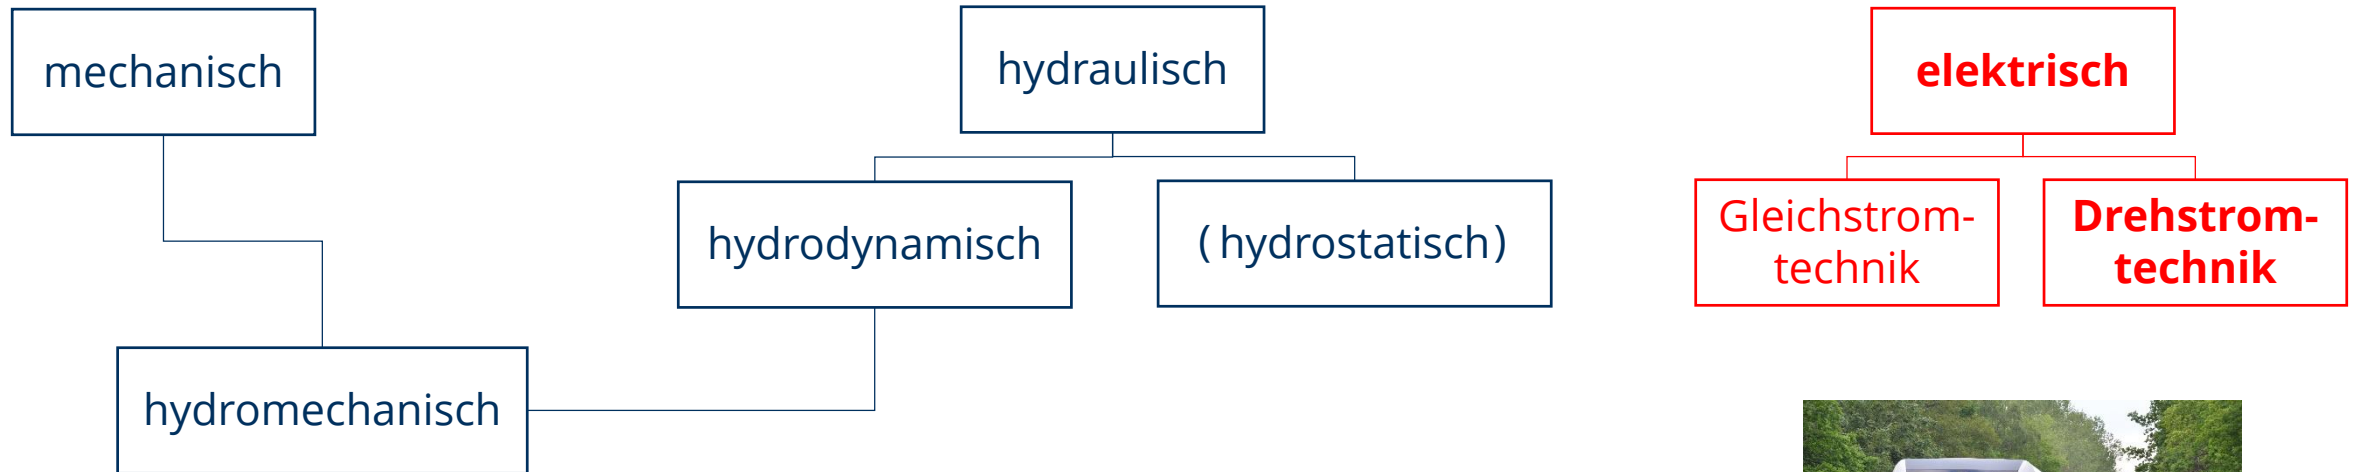 mechanisch
hydraulisch
elektrisch
hydrodynamisch
(hydrostatisch)
Gleichstrom-
technik
Drehstrom-
technik
hydromechanisch